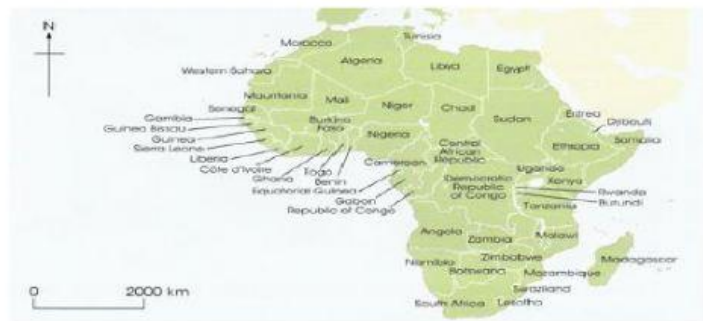 N
Tunisia
Morocco
Algeria
Libya
Egypt
Western Sahara
Mauritania
Mali
Niger
Chad
Sudan
Eritrea
Djibouti
Senegal
Gambia
Guinea Bissau
Guinea
Sierra Leone
Liberia
Côte d'Ivoire
Ghana
Togo
Benin
Burkina
Faso
Nigeria
Cameroon
Equatorial Guinea
Gabon
Republic of Congo
Central
African
Republic
Ethiopia
Somalia
Uganda
Kenya
Democratic
Republic
of Congo
Rwanda
Burundi
Tanzania
Angola
Zambia
Malawi
Zimbabwe
Mozambique
Madagascar
Namibia
Botswana
Swaziland
South Africa
Lesotho
0
2000 km